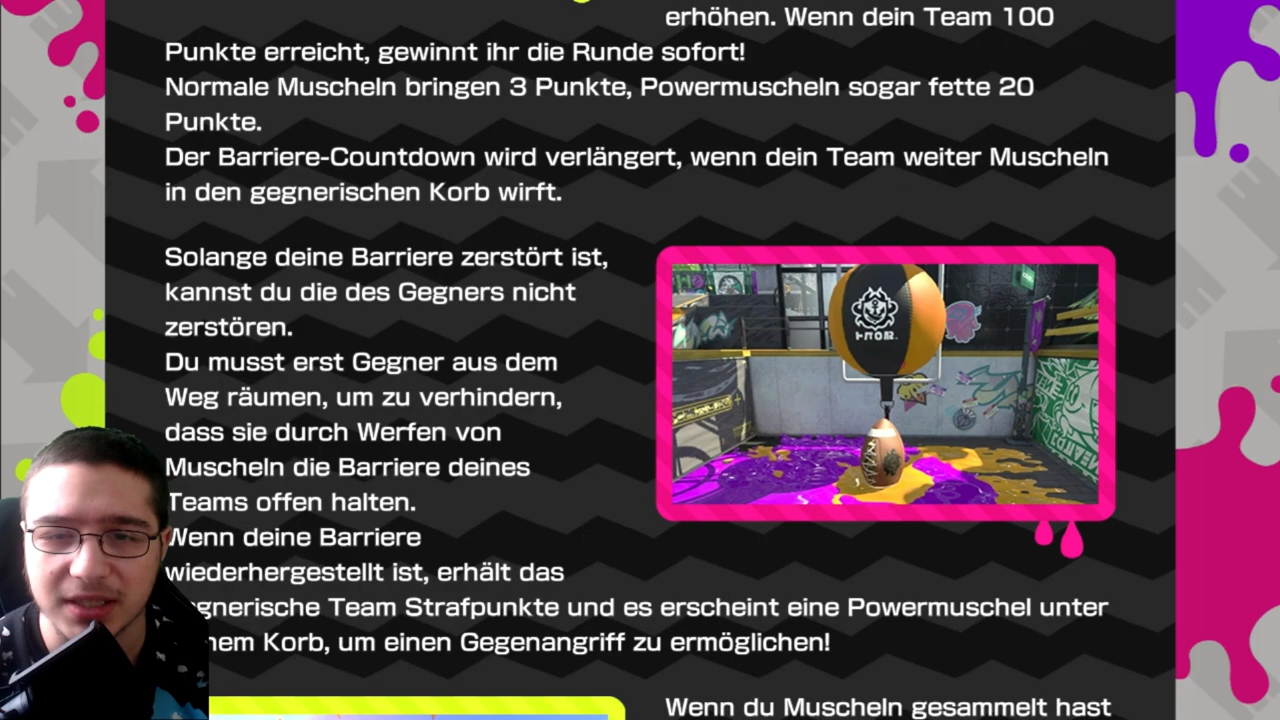 erhöhen. Wenn dein Team 100
Punkte erreicht, gewinnt ihr die Runde sofort!
Normale Muscheln bringen 3 Punkte, Powermuscheln sogar fette 20
Punkte.
Der Barriere-Countdown wird verlängert, wenn dein Team weiter Muscheln
in den gegnerischen Korb wirft.
Solange deine Barriere zerstört ist,
kannst du die des Gegners nicht
zerstören.
Du musst erst Gegner aus dem
Weg räumen, um zu verhindern,
dass sie durch Werfen von
Muscheln die Barriere deines
Teams offen halten.
Wenn deine Barriere
wiederhergestellt ist, erhält das
gnerische Team Strafpunkte und es erscheint eine Powermuschel unter
nem Korb, um einen Gegenangriff zu ermöglichen!
Wenn du Muscheln gesammelt hast